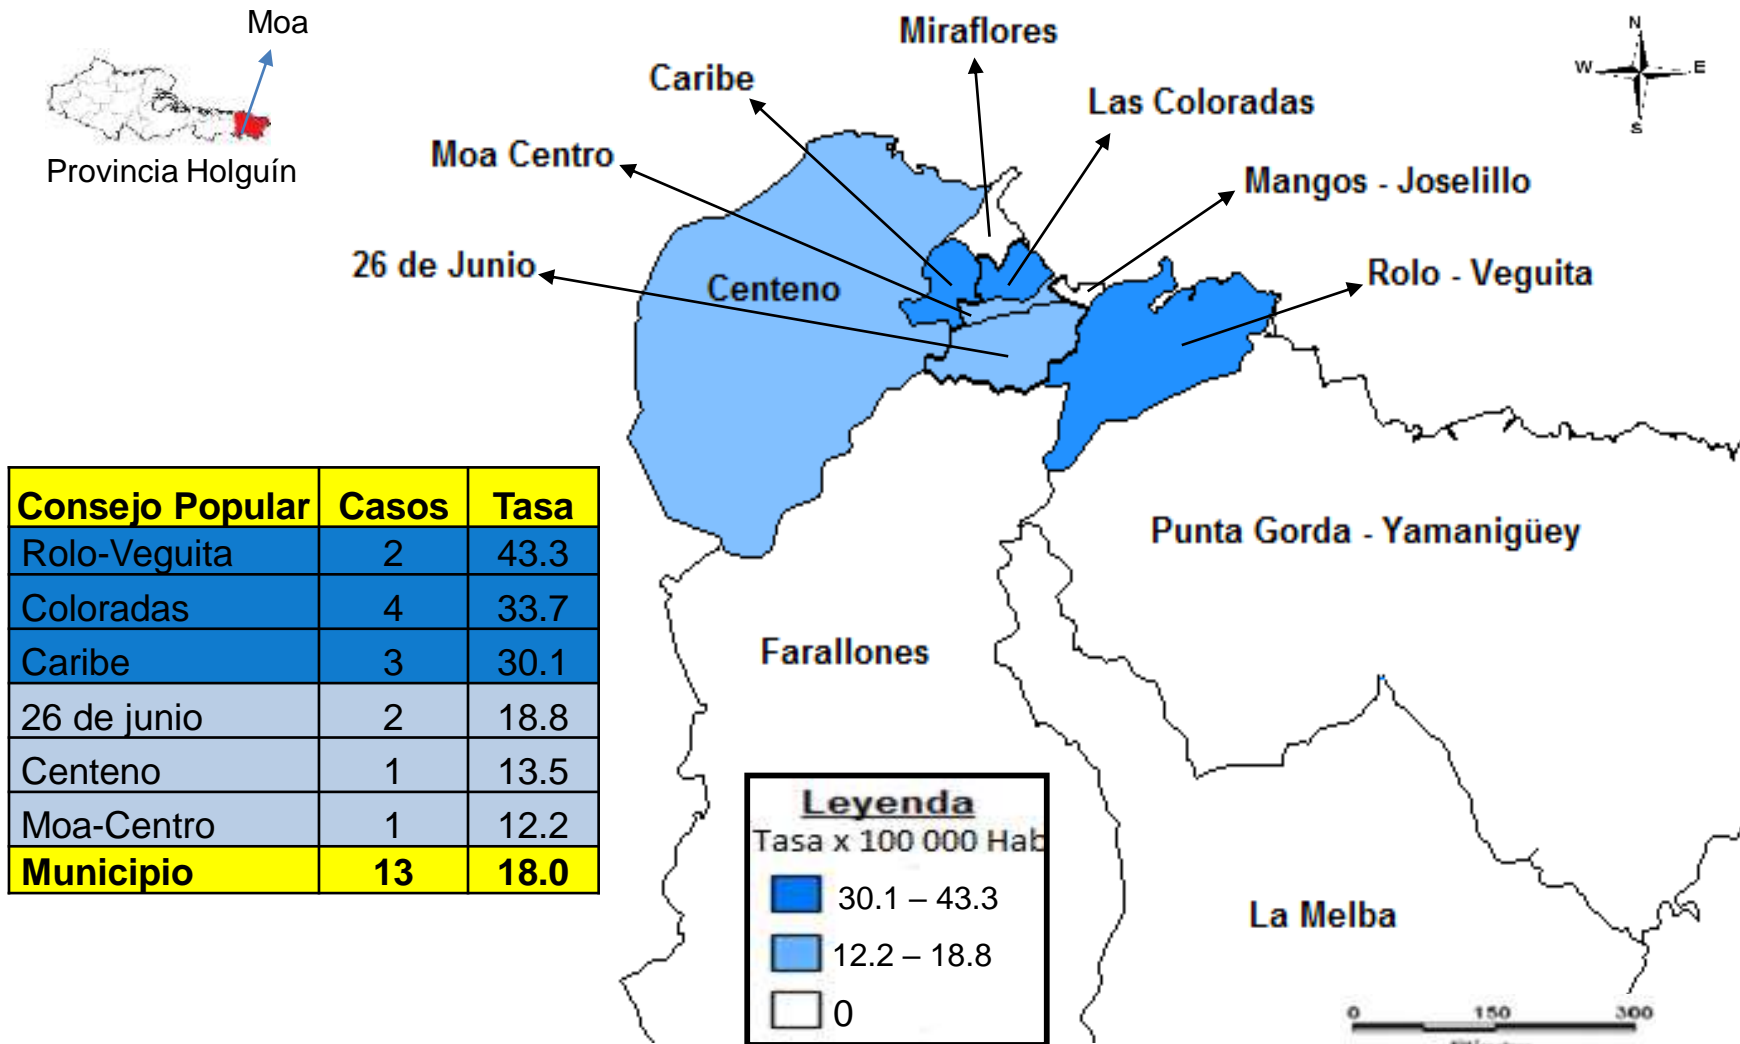 Moa
Provincia Holguín
Miraflores
Caribe
Las Coloradas
Moa Centro
Mangos - Joselillo
26 de Junio
Centeno
Rolo - Veguita
N
W
E
S
Consejo Popular Casos Tasa
Rolo-Veguita 2 43.3
Coloradas 4 33.7
Caribe 3 30.1
26 de junio 2 18.8
Centeno 1 13.5
Moa-Centro 1 12.2
Municipio 13 18.0
Punta Gorda - Yamanigüey
Farallones
La Melba
Leyenda
Tasa x 100 000 Hab
30.1 – 43.3
12.2 – 18.8
0
0 150 300